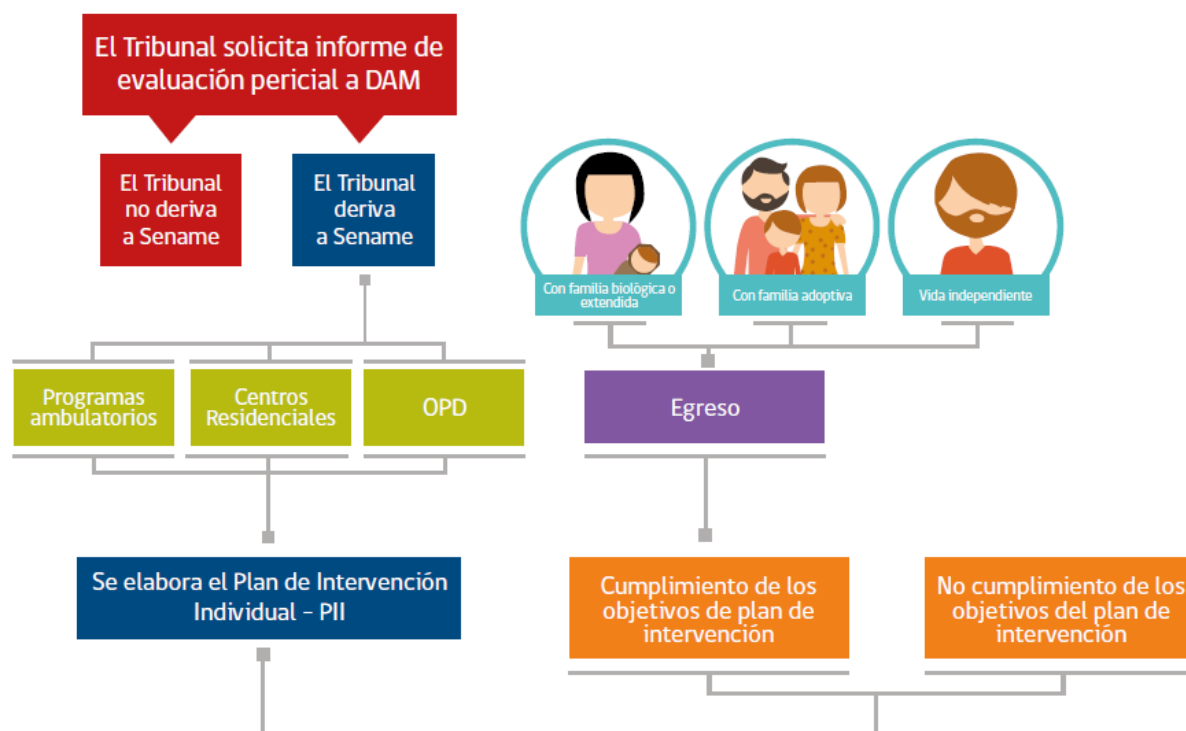 El Tribunal solicita informe de
evaluación pericial a DAM
El Tribunal
no deriva
a Sename
El Tribunal
deriva
a Sename
Programas
ambulatorios
Centros
Residenciales
OPD
Se elabora el Plan de Intervención
Individual - PII
Con familia biológica o
extendida
Con familia adoptiva
Vida independiente
Egreso
Cumplimiento de los
objetivos de plan de
intervención
No cumplimiento de los
objetivos del plan de
intervención